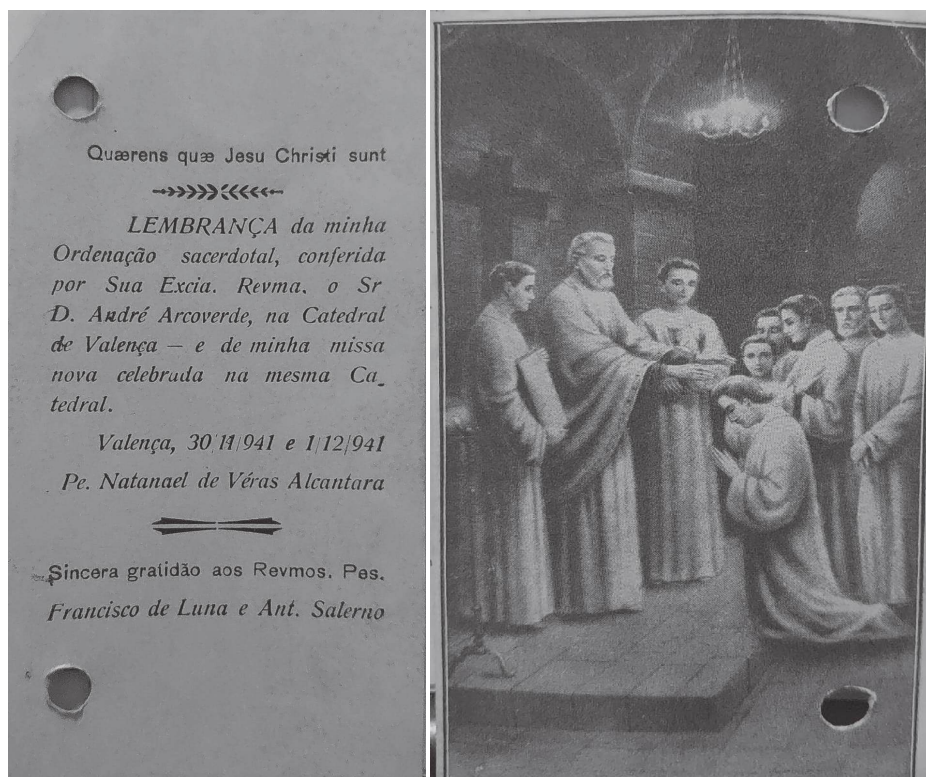 Quærens quæ Jesu Christi sunt
LEMBRANÇA da minha
Ordenação sacerdotal, conferida
por Sua Excia. Revma. o Sr
D. André Arcoverde, na Catedral
de Valença — e de minha missa
nova celebrada na mesma Ca_
tedral.
Valença, 30/11/941 e 1/12/941
Pe. Natanael de Véras Alcantara
Sincera gratidão aos Revmos. Pes.
Francisco de Luna e Ant. Salerno